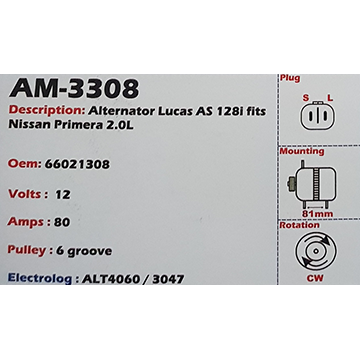 AM-3308
Description: Alternator Lucas AS 128i fits
Nissan Primera 2.0L
Oem: 66021308
Volts : 12
Amps : 80
Pulley : 6 groove
Electrolog : ALT4060 / 3047
Plug
S L
Mounting
81mm
Rotation
CW